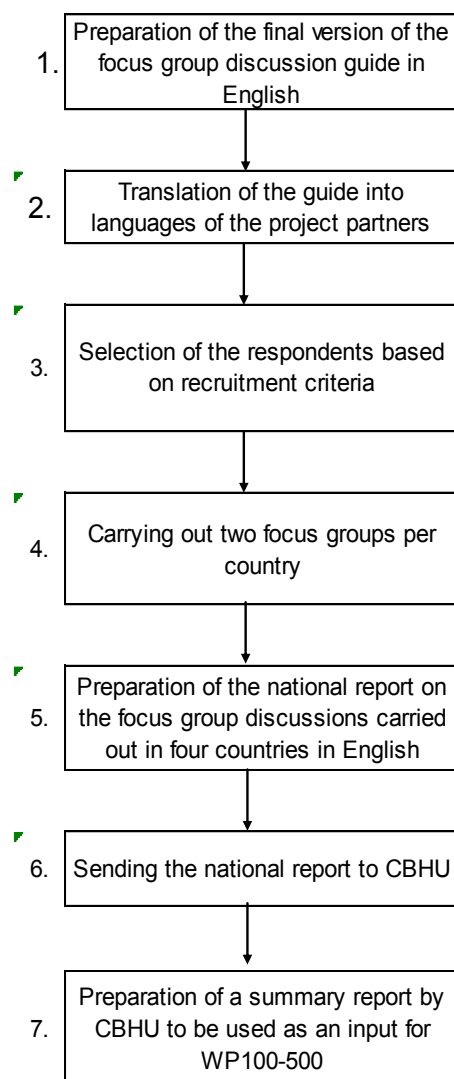 1. Preparation of the final version of the
focus group discussion guide in
English
2. Translation of the guide into
languages of the project partners
3. Selection of the respondents based
on recruitment criteria
4. Carrying out two focus groups per
country
5. Preparation of the national report on
the focus group discussions carried
out in four countries in English
6. Sending the national report to CBHU
7. Preparation of a summary report by
CBHU to be used as an input for
WP100-500